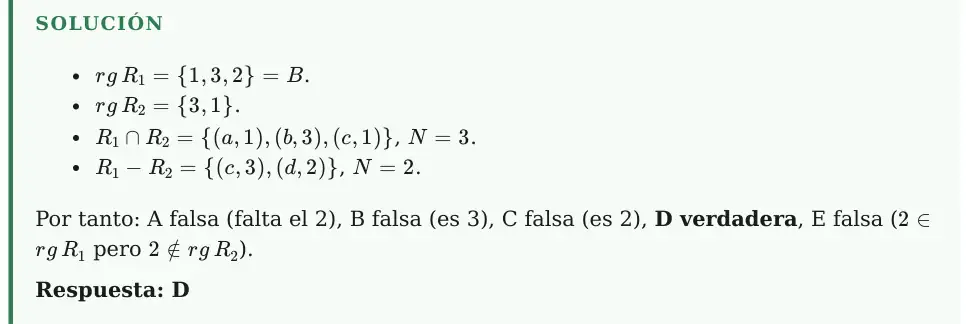 SOLUCIÓN
• rg R₁ = {1, 3, 2} = B.
• rg R₂ = {3, 1}.
• R₁ ∩ R₂ = {(a, 1), (b, 3), (c, 1)}, N = 3.
• R₁ − R₂ = {(c, 3), (d, 2)}, N = 2.
Por tanto: A falsa (falta el 2), B falsa (es 3), C falsa (es 2), D verdadera, E falsa (2 ∈
rg R₁ pero 2 ∉ rg R₂).
Respuesta: D